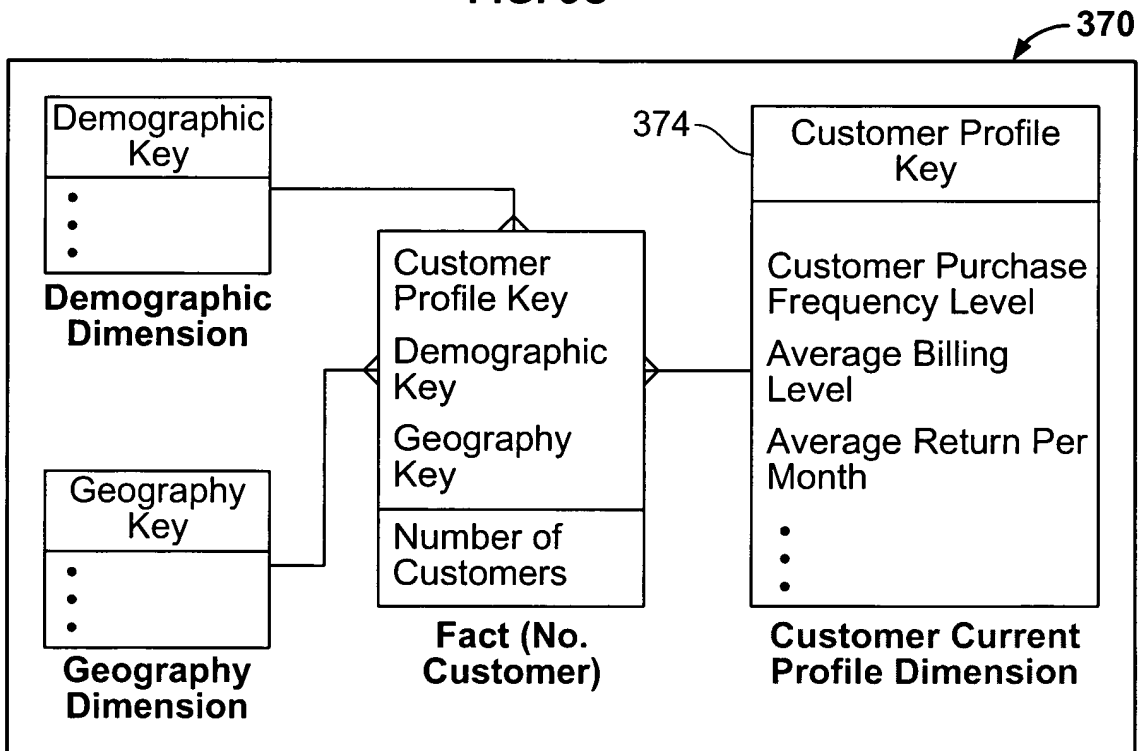 370
Demographic
Key
Demographic
Dimension
Geography
Key
Geography
Dimension
Customer
Profile Key
Demographic
Key
Geography
Key
Number of
Customers
Fact (No.
Customer)
374
Customer Profile
Key
Customer Purchase
Frequency Level
Average Billing
Level
Average Return Per
Month
Customer Current
Profile Dimension